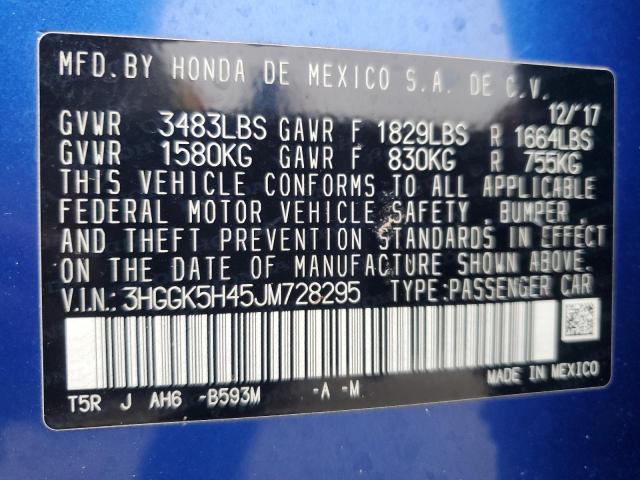 MFD.BY HONDA DE MEXICO S.A. DE C.V.
12/'17
GVWR 3483LBS GAWR F 1829LBS R 1664LBS
GVWR 1580KG GAWR F 830KG R 755KG
THIS VEHICLE CONFORMS TO ALL APPLICABLE
FEDERAL MOTOR VEHICLE SAFETY , BUMPER ,
AND THEFT PREVENTION STANDARDS IN EFFECT
ON THE DATE OF MANUFACTURE SHOWN ABOVE.
V.I.N.: 3HGGK5H45JM728295 TYPE:PASSENGER CAR
T5R J AH6 -B593M -A -M MADE IN MEXICO